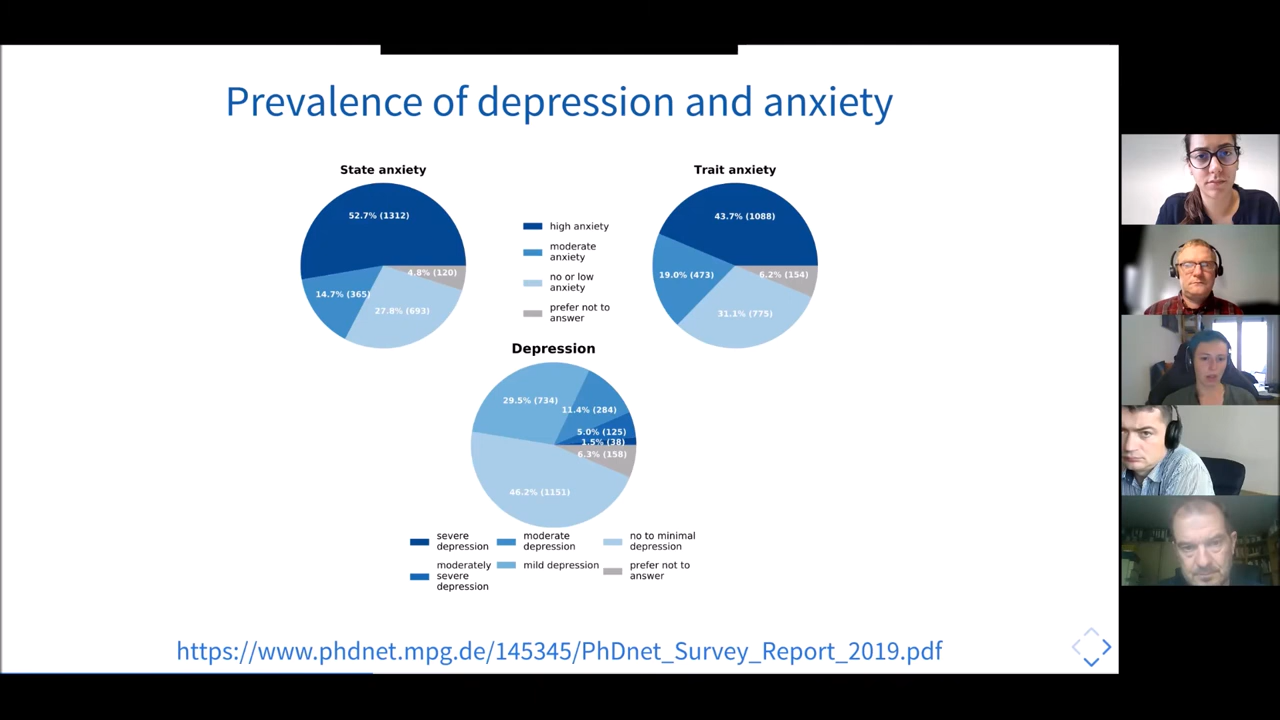 Prevalence of depression and anxiety
State anxiety
52.7% (1312)
4.8% (120)
14.7% (365)
27.8% (693)
high anxiety
moderate
anxiety
no or low
anxiety
prefer not to
answer
Trait anxiety
43.7% (1088)
19.0% (473)
6.2% (154)
31.1% (775)
Depression
29.5% (734)
11.4% (284)
5.0% (125)
1.5% (38)
6.3% (158)
46.2% (1151)
severe
depression
moderately
severe
depression
moderate
depression
mild depression
no to minimal
depression
prefer not to
answer
https://www.phdnet.mpg.de/145345/PhDnet_Survey_Report_2019.pdf